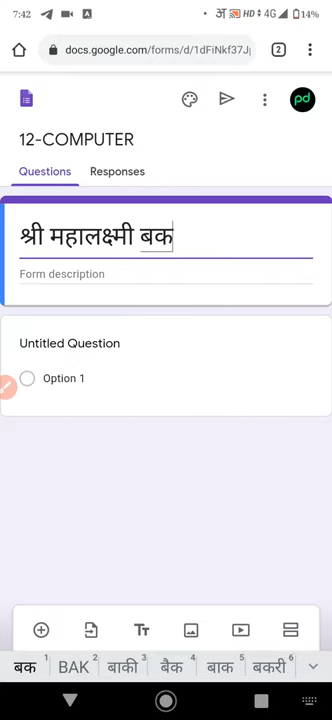 7:42 अ HD 4G 14%
docs.google.com/forms/d/1dFiNkf37J 2
pd
12-COMPUTER
Questions Responses
श्री महालक्ष्मी बक
Form description
Untitled Question
Option 1
Tт
बक 1 BAK 2 बाकी 3 बैक 4 बाक 5 बकरी 6